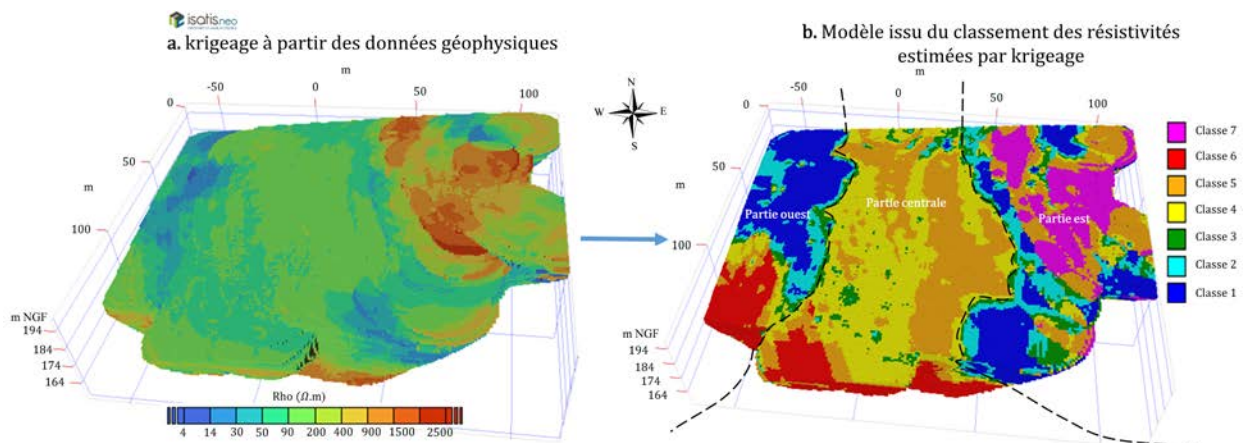 isatis.neo
a. krigeage à partir des données géophysiques
m
-50
0
50
100
0
50
m
100
m NGF
194
184
174
164
Rho (Ω.m)
4 14 30 50 90 200 400 900 1500 2500
N
W E
S
b. Modèle issu du classement des résistivités
estimées par krigeage
m
-50
0
50
100
0
50
m
100
m NGF
194
184
174
164
Partie ouest
Partie centrale
Partie est
Classe 7
Classe 6
Classe 5
Classe 4
Classe 3
Classe 2
Classe 1